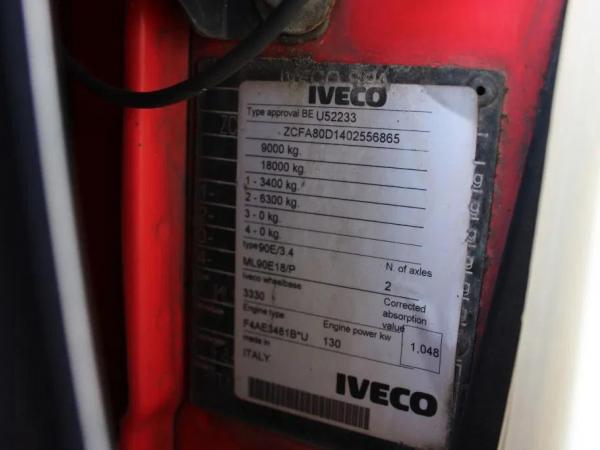 IVECO
Type approval BE U52233
ZCFA80D1402556865
9000 kg.
18000 kg.
1 - 3400 kg.
2 - 6300 kg.
3 - 0 kg.
4 - 0 kg.
type 90E/3.4
ML90E18/P N. of axles
2
Iveco wheelbase
3330 Corrected absorption value
Engine type
F4AE3481B*U Engine power kw 1,048
130
made in
ITALY
IVECO